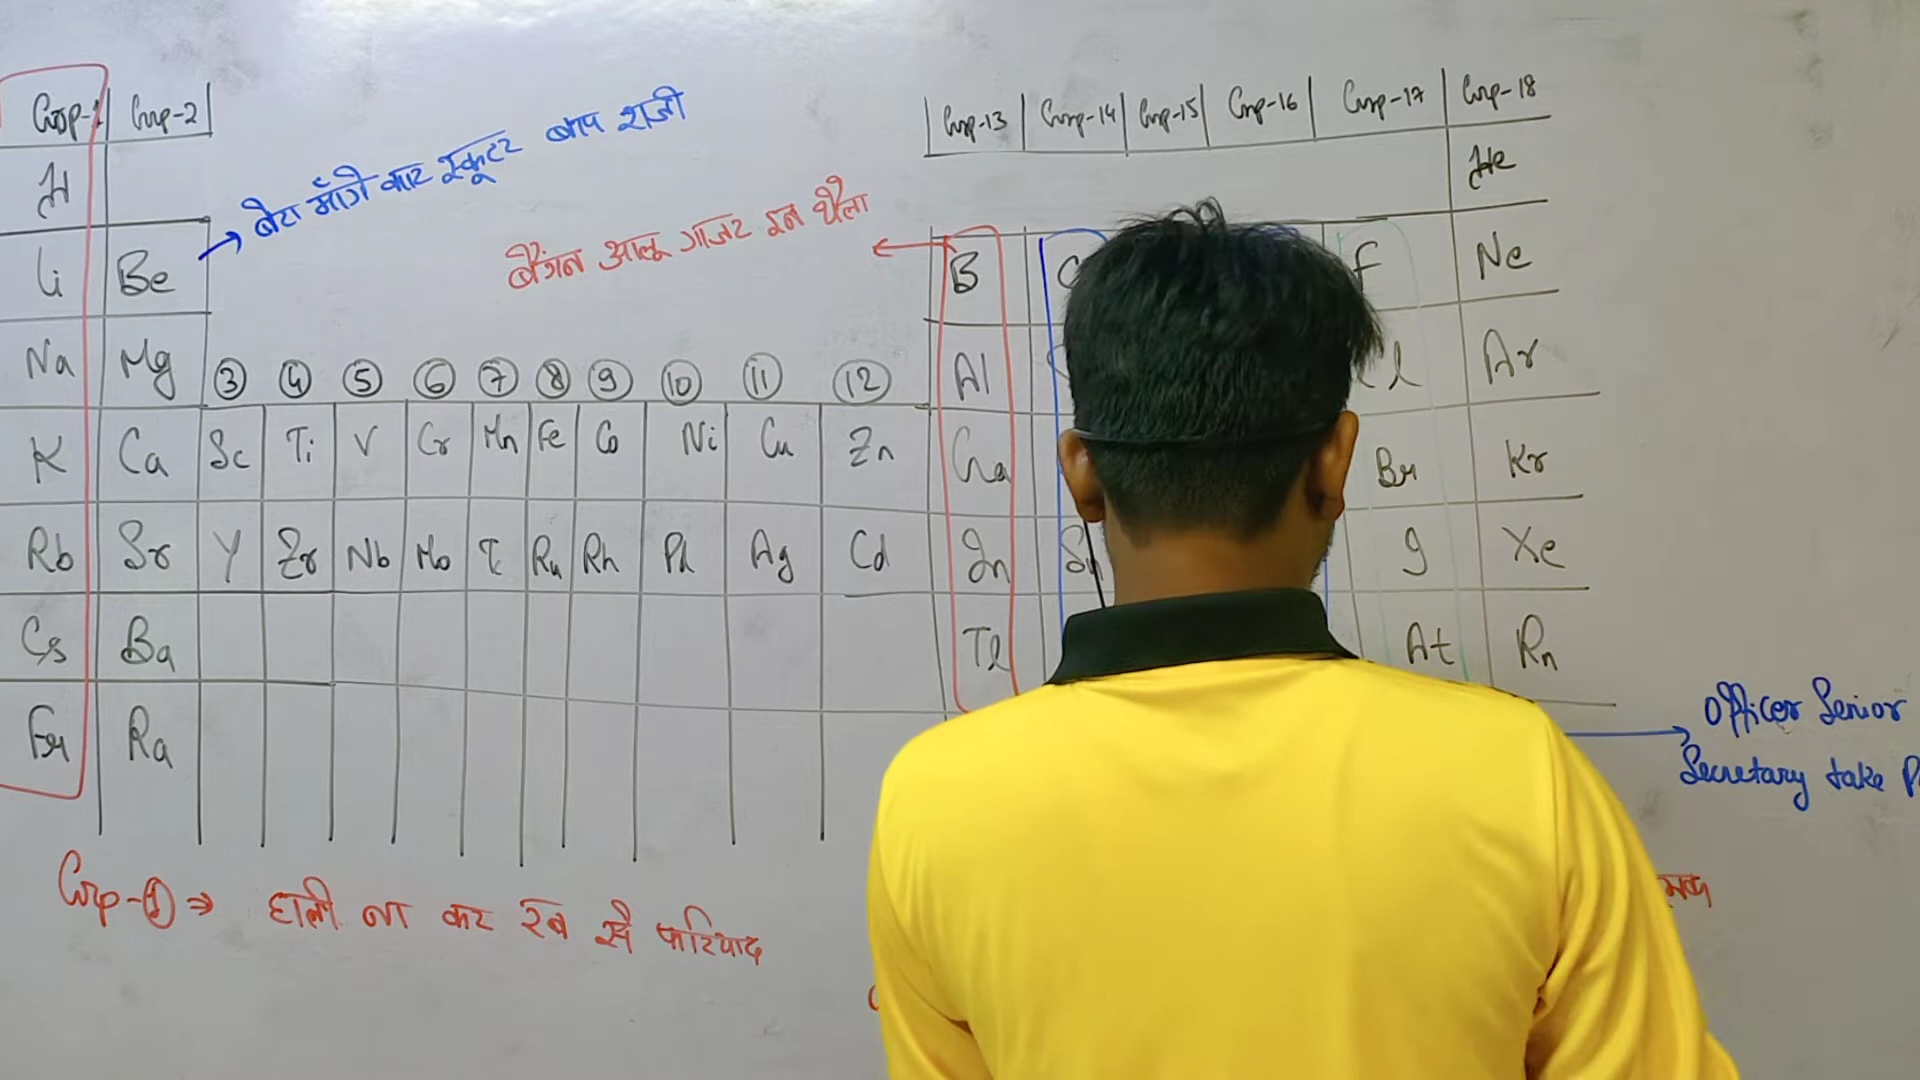 Grp-1 Grp-2 Grp-13 Grp-14 Grp-15 Grp-16 Grp-17 Grp-18
बेटा माँगे कार स्कूटर बाप राजी
H He
बैंगन आलू गाजर इन थैला
Li Be B C F Ne
Na Mg 3 4 5 6 7 8 9 10 11 12 Al Ar
K Ca Sc Ti V Cr Mn Fe Co Ni Cu Zn Ga Br Kr
Rb Sr Y Zr Nb Mo Tc Ru Rh Pd Ag Cd In Sn I Xe
Cs Ba Tl At Rn
Fr Ra
Officer Senior
Secretary take
Grp-1 ⇒ हाली ना कर रब से फरियाद